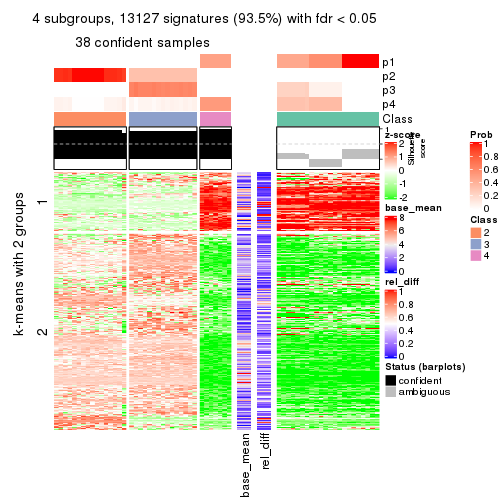 4 subgroups, 13127 signatures (93.5%) with fdr < 0.05
38 confident samples
p1
p2
p3
p4
Class
1
Silhouette score
k-means with 2 groups
1
2
base_mean
rel_diff
z-score
2
1
0
-1
-2
base_mean
8
6
4
2
0
rel_diff
1
0.8
0.6
0.4
0.2
0
Status (barplots)
confident
ambiguous
Prob
1
0.8
0.6
0.4
0.2
0
Class
2
3
4